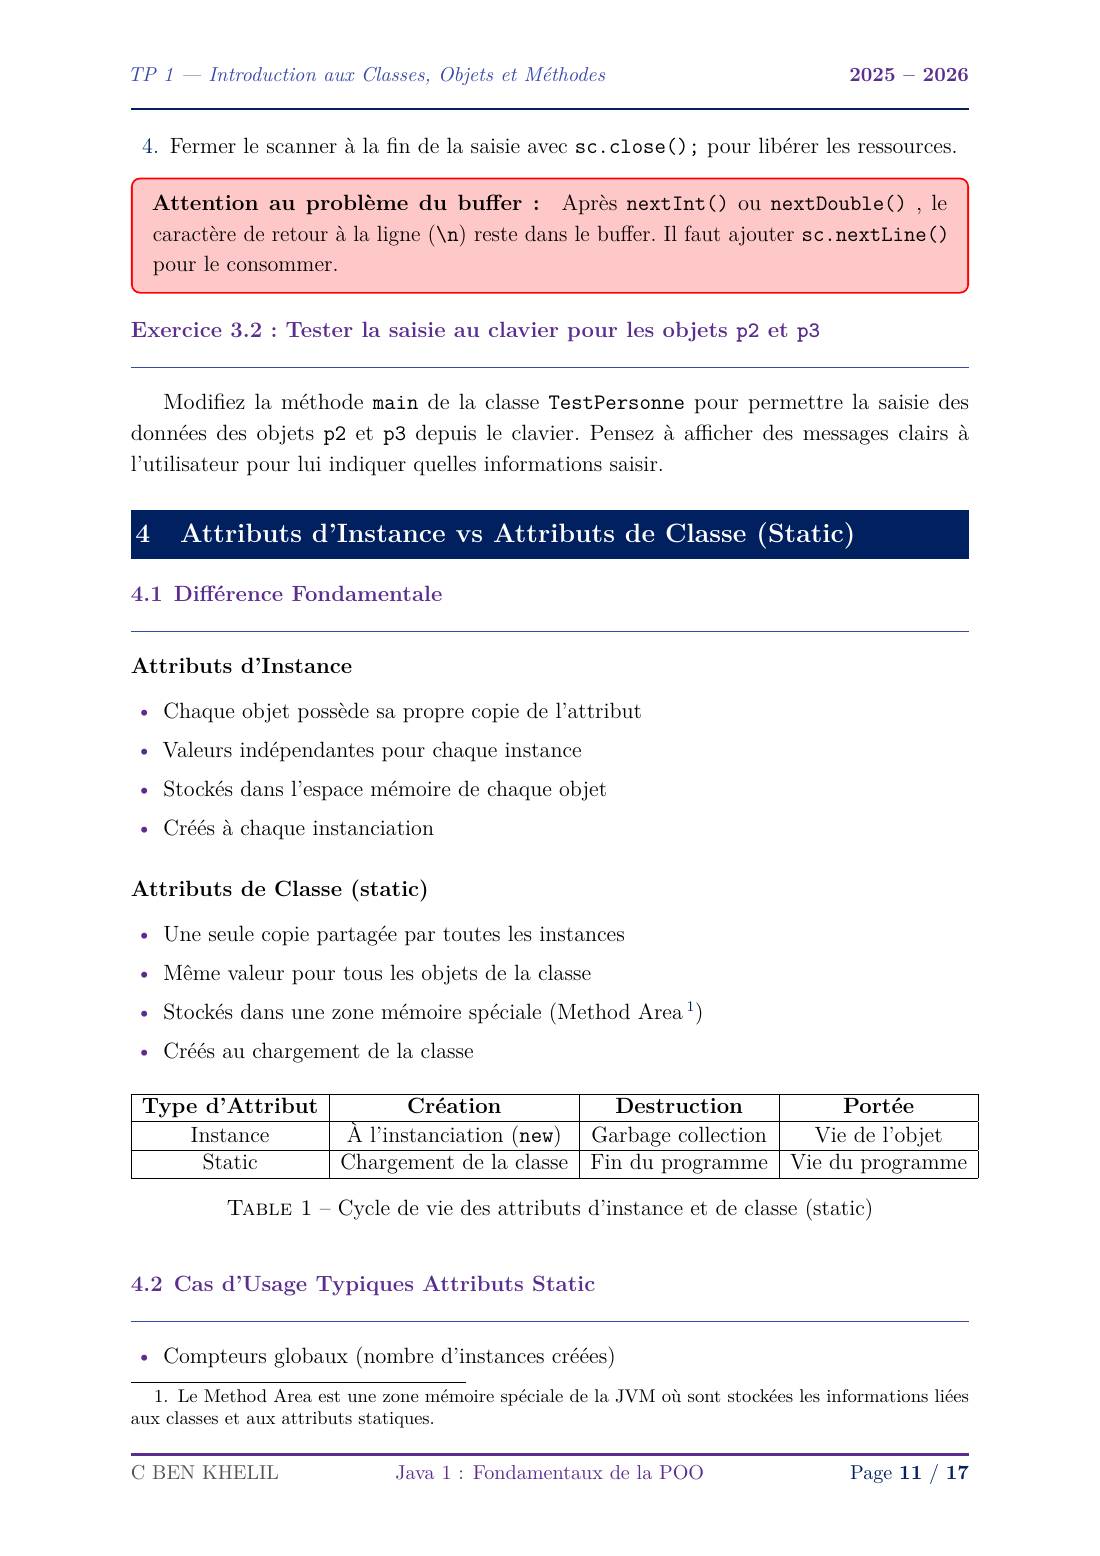 TP 1 — Introduction aux Classes, Objets et Méthodes 2025 – 2026
4. Fermer le scanner à la fin de la saisie avec sc.close(); pour libérer les ressources.
Attention au problème du buffer : Après nextInt() ou nextDouble() , le
caractère de retour à la ligne (\n) reste dans le buffer. Il faut ajouter sc.nextLine()
pour le consommer.
Exercice 3.2 : Tester la saisie au clavier pour les objets p2 et p3
Modifiez la méthode main de la classe TestPersonne pour permettre la saisie des
données des objets p2 et p3 depuis le clavier. Pensez à afficher des messages clairs à
l'utilisateur pour lui indiquer quelles informations saisir.
4 Attributs d'Instance vs Attributs de Classe (Static)
4.1 Différence Fondamentale
Attributs d'Instance
• Chaque objet possède sa propre copie de l'attribut
• Valeurs indépendantes pour chaque instance
• Stockés dans l'espace mémoire de chaque objet
• Créés à chaque instanciation
Attributs de Classe (static)
• Une seule copie partagée par toutes les instances
• Même valeur pour tous les objets de la classe
• Stockés dans une zone mémoire spéciale (Method Area 1)
• Créés au chargement de la classe
Type d'Attribut Création Destruction Portée
Instance À l'instanciation (new) Garbage collection Vie de l'objet
Static Chargement de la classe Fin du programme Vie du programme
Table 1 – Cycle de vie des attributs d'instance et de classe (static)
4.2 Cas d'Usage Typiques Attributs Static
• Compteurs globaux (nombre d'instances créées)
1. Le Method Area est une zone mémoire spéciale de la JVM où sont stockées les informations liées
aux classes et aux attributs statiques.
C BEN KHELIL Java 1 : Fondamentaux de la POO Page 11 / 17